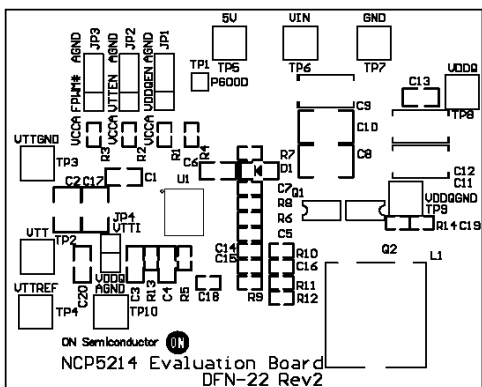 5V VIN GND
JP3 JP2 JP1
FPWM# AGND VTTEN AGND VDDQEN AGND
TP1 TP5 TP6 TP7
PGOOD
C13 VDDQ
TP8
C9
VCCA VCCA VCCA
C10
VTTGND R3 R2 R1 R4
TP3 C6 R7
D1 C8
C12
C11
C2 C17 C1 U1 C7
Q1
R8
VDDQGND
TP9
JP4 R6
VTTI R14 C19
VTT C5
TP2 C14 R10 Q2 L1
C15 C16
VTTREF VDDQ
AGND
C20 C3 R13 C4 R5 C18 R9 R11
R12
TP4 TP10
ON Semiconductor ON
NCP5214 Evaluation Board
DFN-22 Rev2